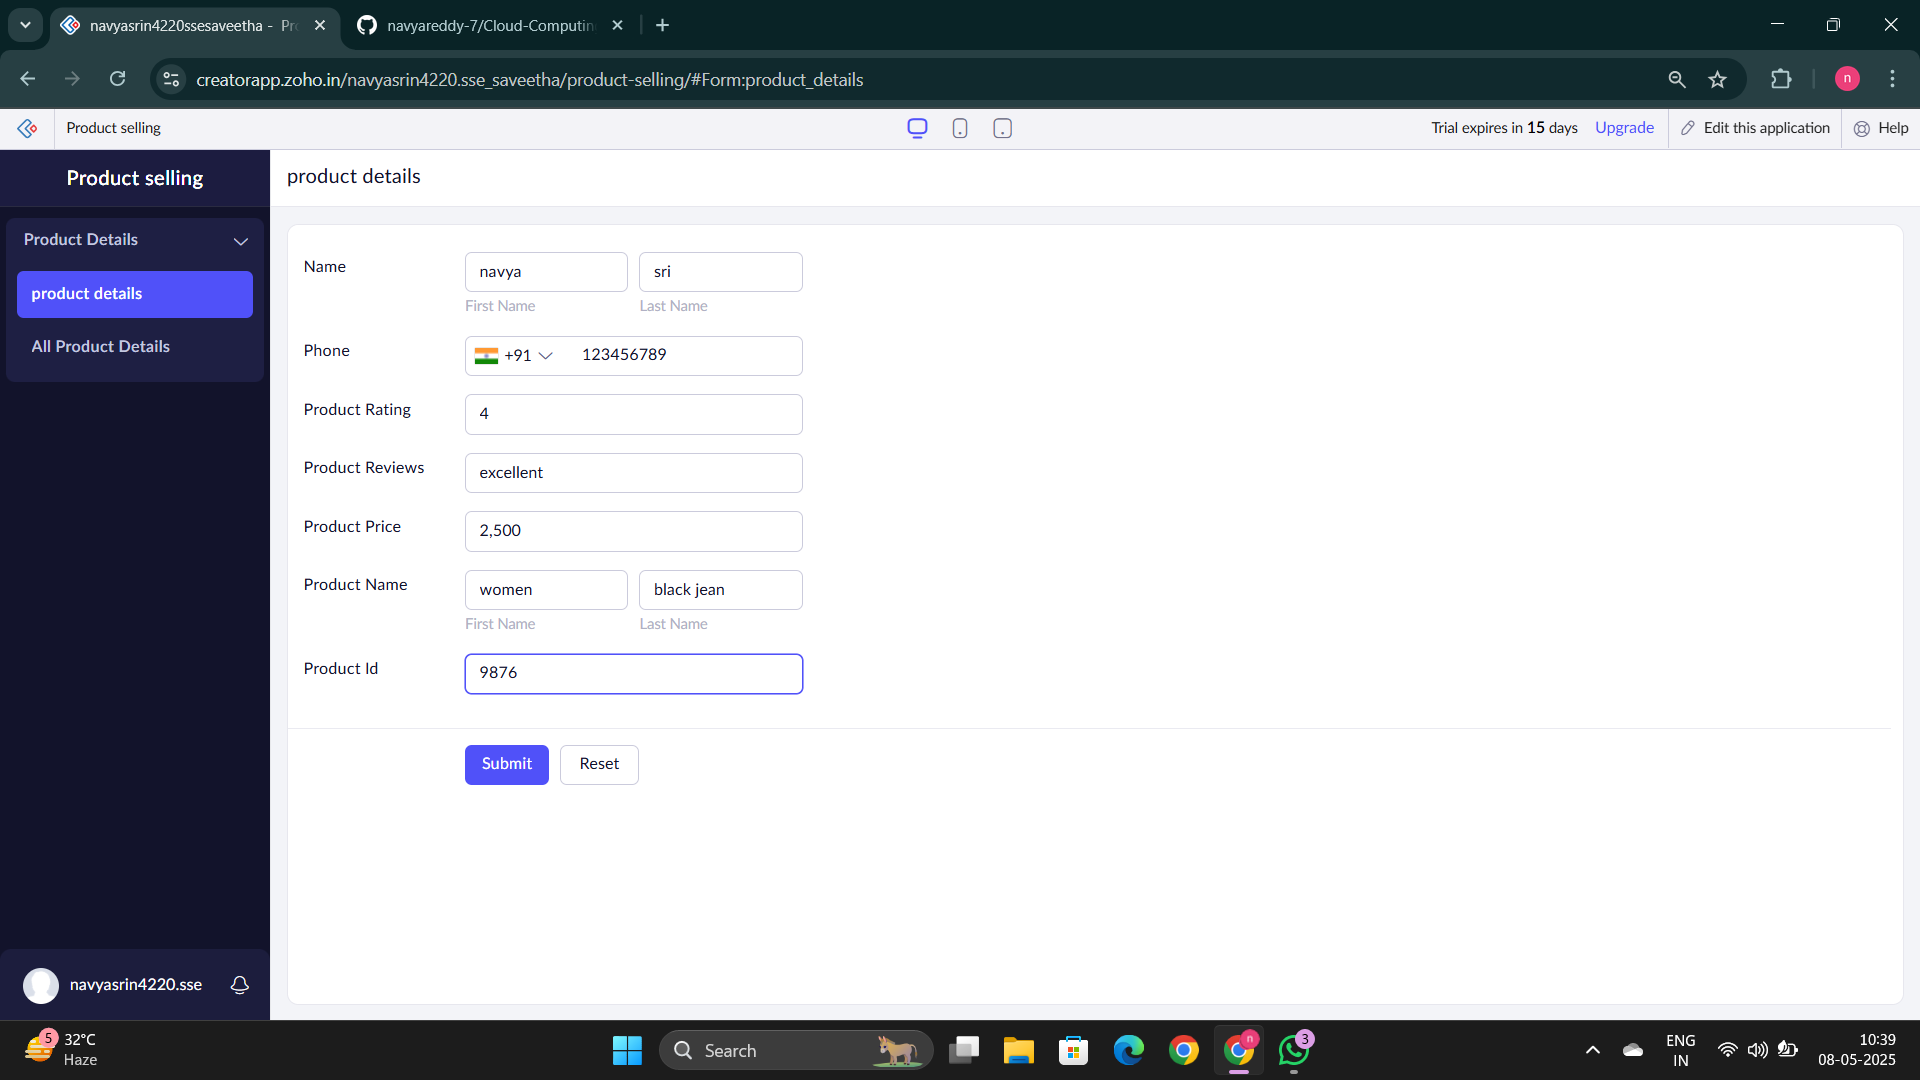 navyasrin4220ssesaveetha - Pr
navyareddy-7/Cloud-Computin
creatorapp.zoho.in/navyasrin4220.sse_saveetha/product-selling/#Form:product_details
n
Product selling
Trial expires in 15 days
Upgrade
Edit this application
Help
Product selling
product details
Product Details
product details
All Product Details
Name
navya
sri
First Name
Last Name
Phone
+91
123456789
Product Rating
4
Product Reviews
excellent
Product Price
2,500
Product Name
women
black jean
First Name
Last Name
Product Id
9876
Submit
Reset
navyasrin4220.sse
5
32°C
Haze
Search
n
3
ENG
IN
10:39
08-05-2025